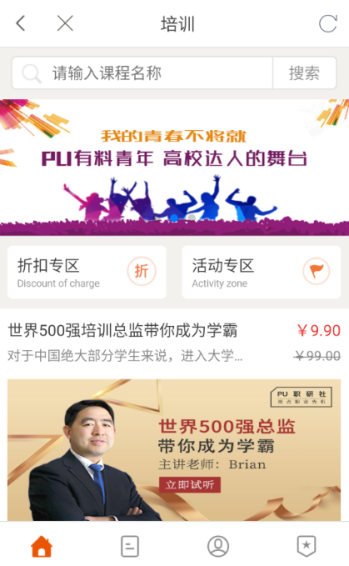 培训
请输入课程名称
搜索
我的青春不将就
PU有料青年 高校达人的舞台
折扣专区
Discount of charge
折
活动专区
Activity zone
世界500强培训总监带你成为学霸
￥9.90
对于中国绝大部分学生来说，进入大学...
￥99.00
PU 职研社
世界500强总监
带你成为学霸
主讲老师：Brian
立即试听